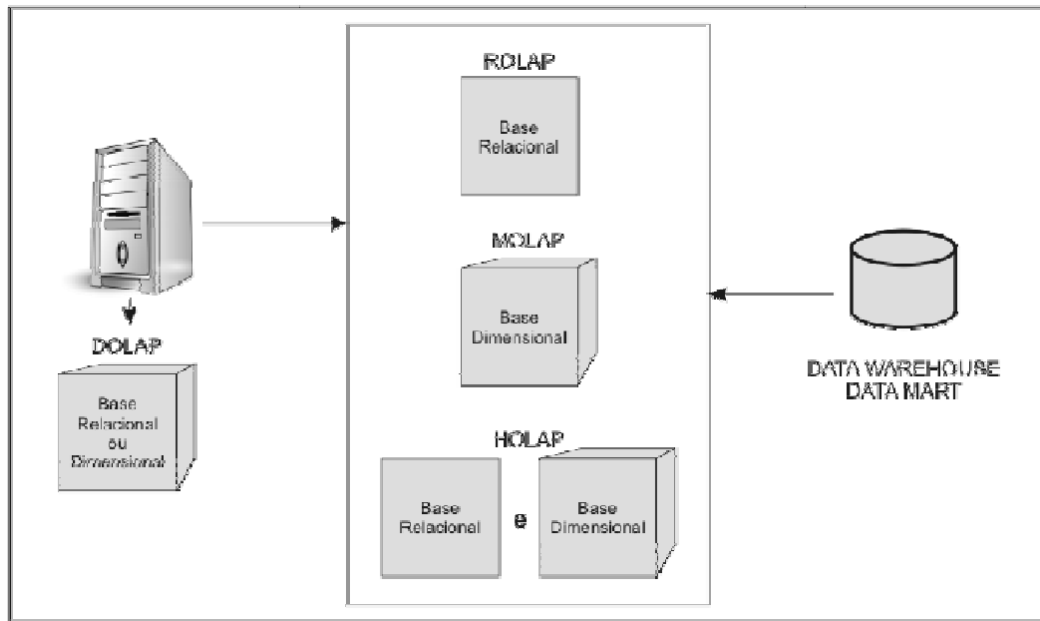 DOLAP
Base
Relacional
ou
Dimensional
ROLAP
Base
Relacional
MOLAP
Base
Dimensional
HOLAP
Base
Relacional
e
Base
Dimensional
DATA WAREHOUSE
DATA MART